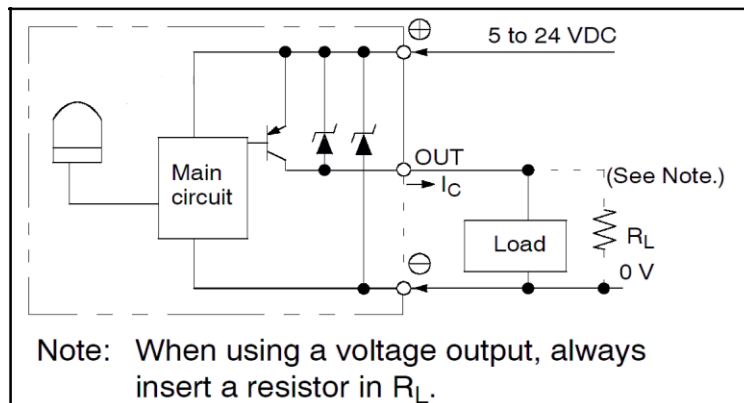 ⊕
5 to 24 VDC
Main
circuit
OUT
I_C
(See Note.)
Load
R_L
⊖
0 V
Note: When using a voltage output, always
insert a resistor in R_L.